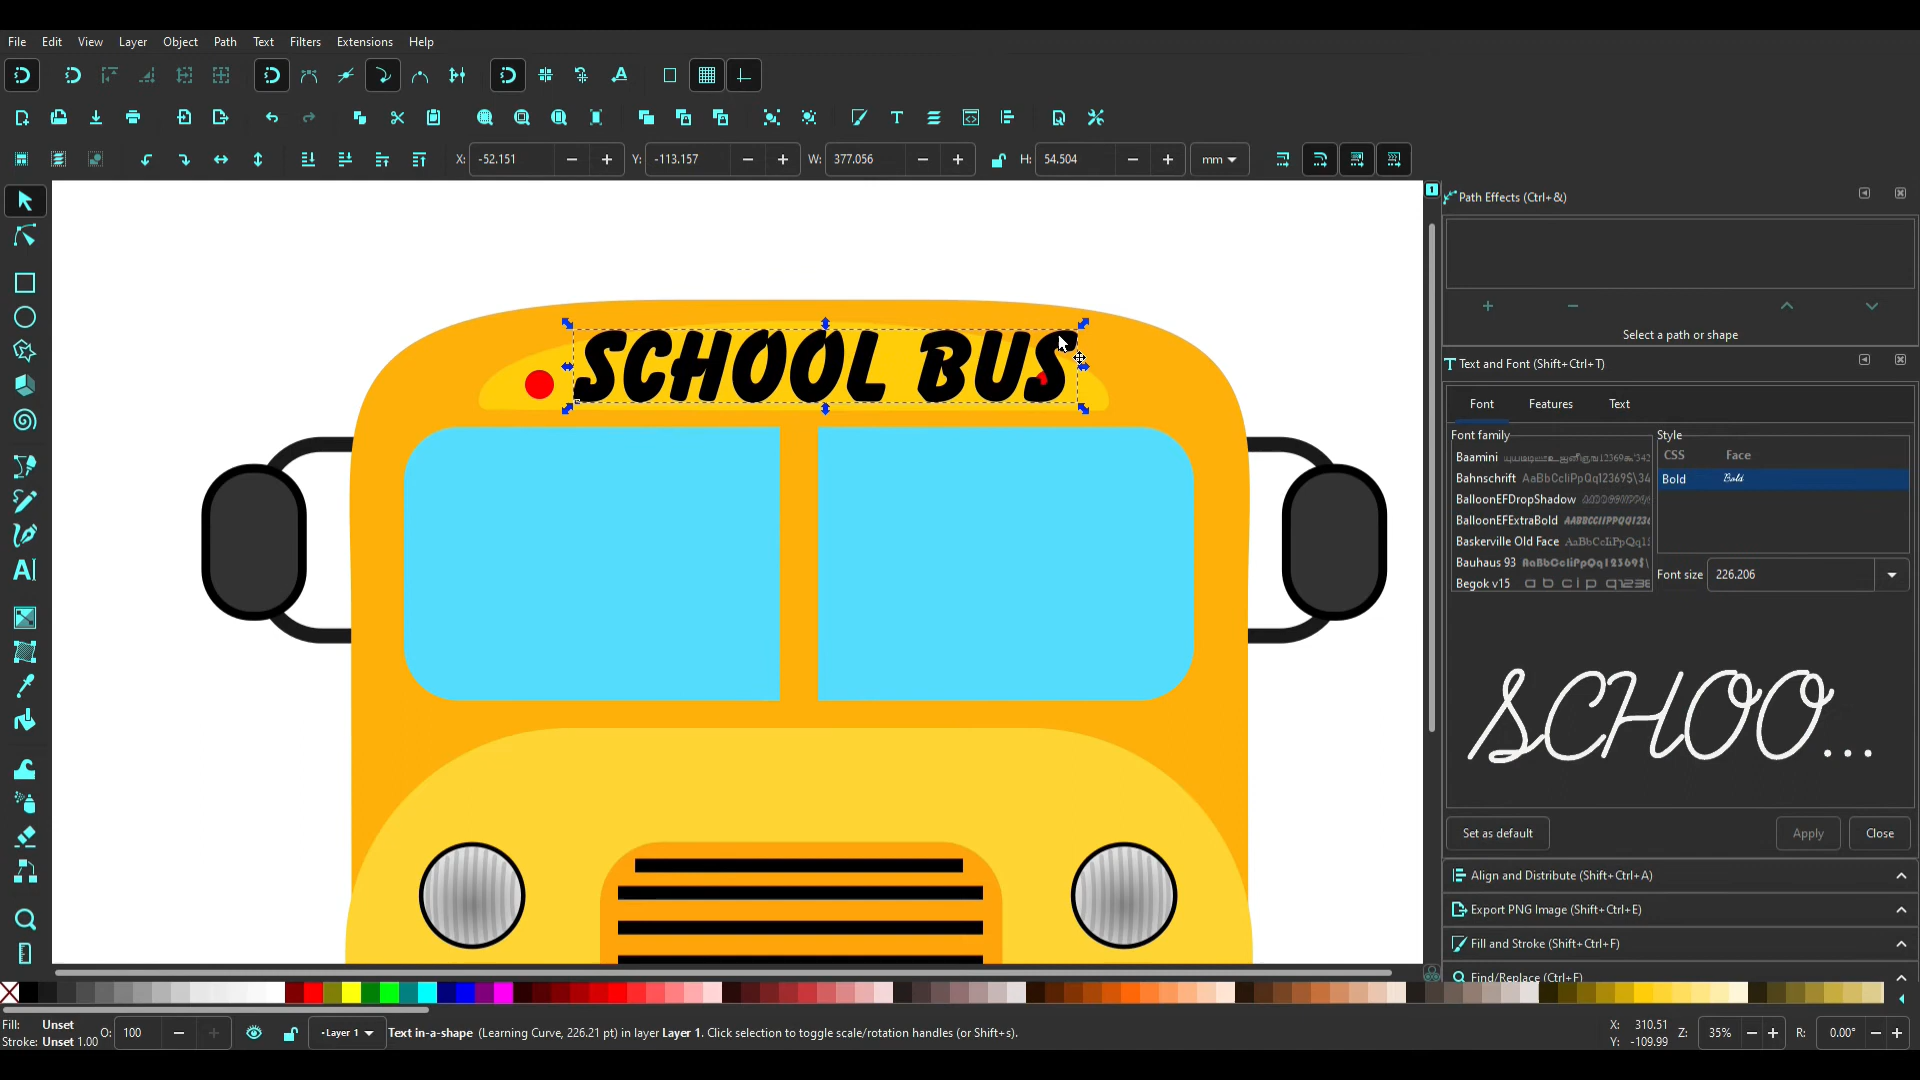 File Edit View Layer Object Path Text Filters Extensions Help
X: -52.151 Y: -113.157 W: 377.056 H: 54.504 mm
1
Path Effects (Ctrl+&)
Select a path or shape
SCHOOL BUS
Text and Font (Shift+Ctrl+T)
Font Features Text
Font family Style
Baamini
CSS Face
Bahnschrift AaBbCcIiPpQq12369$\
Bold Bold
BalloonEFDropShadow
BalloonEFExtraBold
Baskerville Old Face
Bauhaus 93 AaBbCcIiPpQq12369$\
Begok v15
Font size 226.206
SCHOO...
Set as default Apply Close
Align and Distribute (Shift+Ctrl+A)
Export PNG Image (Shift+Ctrl+E)
Fill and Stroke (Shift+Ctrl+F)
Find/Replace (Ctrl+F)
Fill: Unset
Stroke: Unset 1.00
O: 100
Layer 1
Text in-a-shape (Learning Curve, 226.21 pt) in layer Layer 1. Click selection to toggle scale/rotation handles (or Shift+s).
X: 310.51
Y: -109.99
Z: 35% R: 0.00°